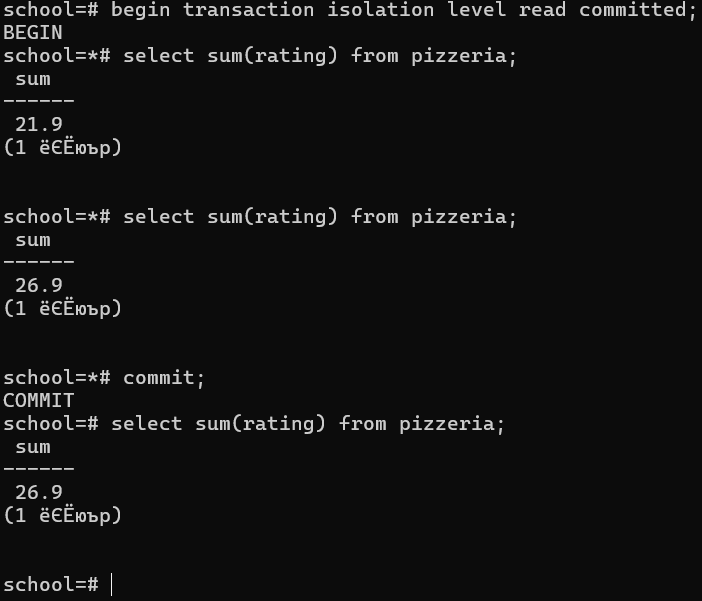 school=# begin transaction isolation level read committed;
BEGIN
school=*# select sum(rating) from pizzeria;
 sum
------
 21.9
(1 ёЄЁюър)
school=*# select sum(rating) from pizzeria;
 sum
------
 26.9
(1 ёЄЁюър)
school=*# commit;
COMMIT
school=# select sum(rating) from pizzeria;
 sum
------
 26.9
(1 ёЄЁюър)
school=#